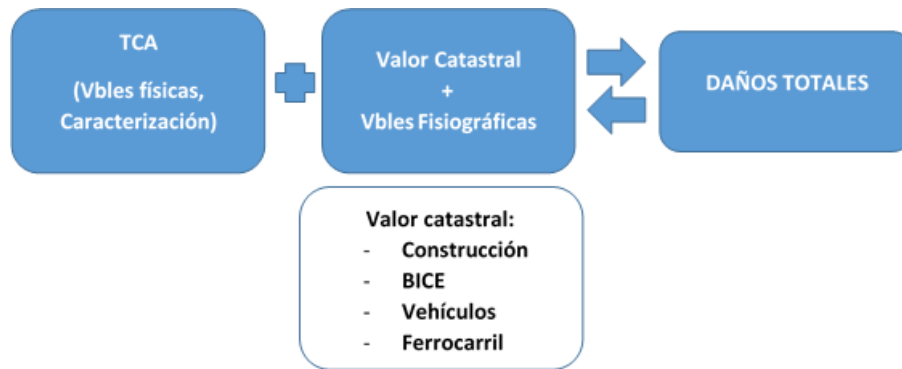 TCA
(Vbles físicas,
Caracterización)
Valor Catastral
+
Vbles Fisiográficas
DAÑOS TOTALES
Valor catastral:
- Construcción
- BICE
- Vehículos
- Ferrocarril